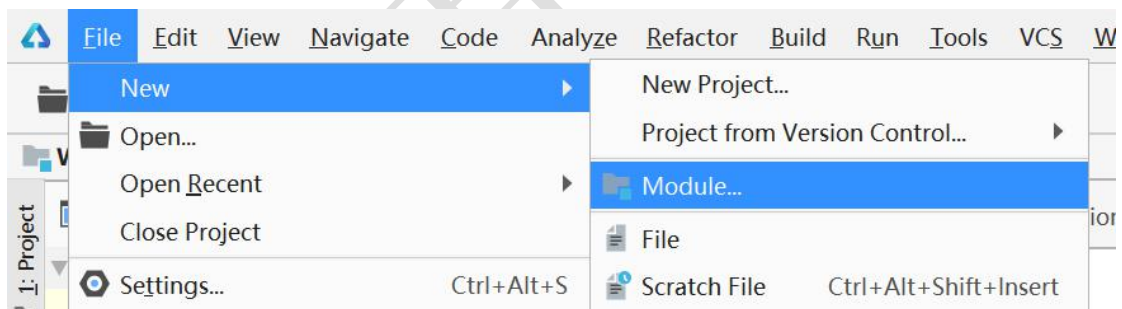 File Edit View Navigate Code Analyze Refactor Build Run Tools VCS W
New
New Project...
Open...
Project from Version Control...
Open Recent
Module...
Close Project
File
Settings... Ctrl+Alt+S
Scratch File Ctrl+Alt+Shift+Insert
1: Project